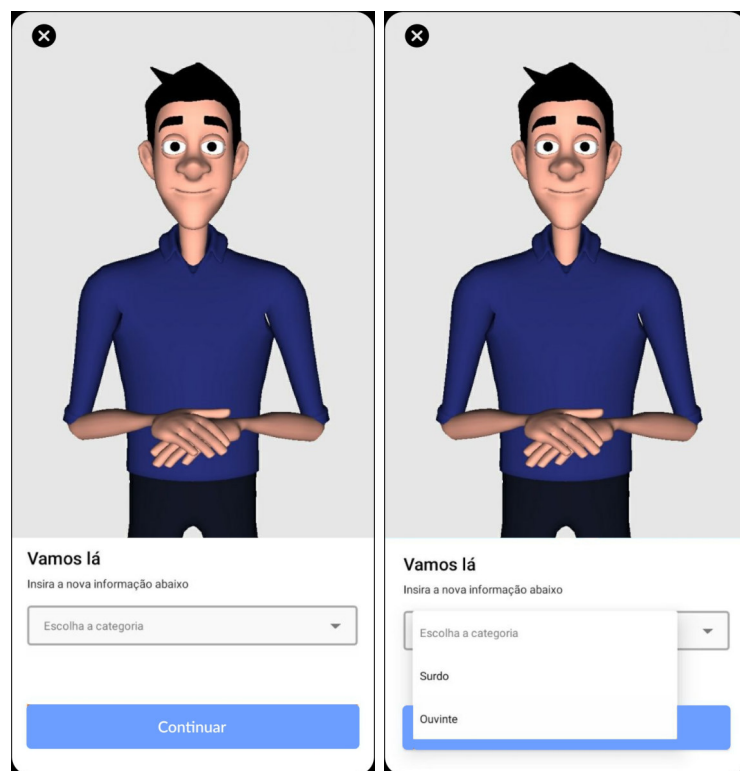 Vamos lá
Insira a nova informação abaixo
Escolha a categoria
Continuar
Vamos lá
Insira a nova informação abaixo
Escolha a categoria
Surdo
Ouvinte